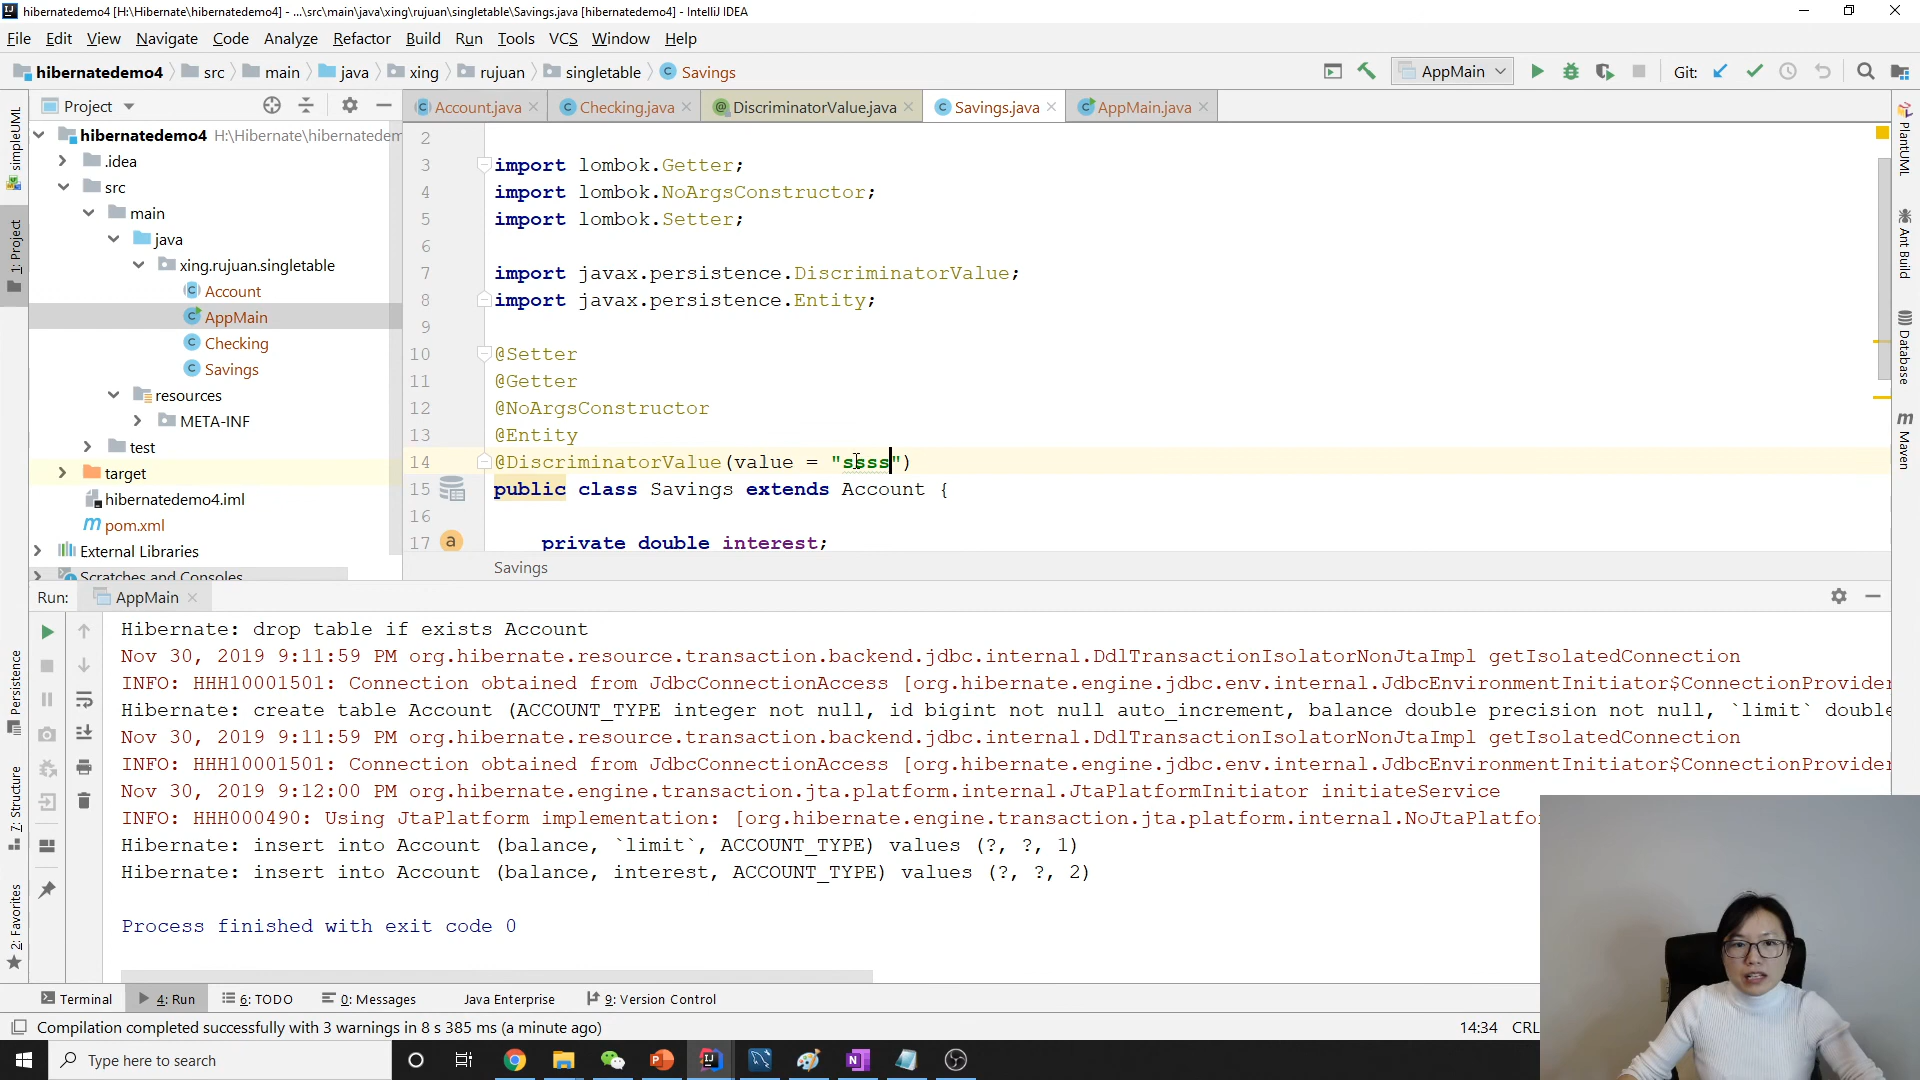 hibernatedemo4 [H:\Hibernate\hibernatedemo4] - ...\src\main\java\xing\rujuan\singletable\Savings.java [hibernatedemo4] - IntelliJ IDEA
File Edit View Navigate Code Analyze Refactor Build Run Tools VCS Window Help
hibernatedemo4 src main java xing rujuan singletable Savings AppMain Git:
Project Account.java Checking.java DiscriminatorValue.java Savings.java AppMain.java
hibernatedemo4 H:\Hibernate\hibernatedem
.idea
src
main
java
xing.rujuan.singletable
Account
AppMain
Checking
Savings
resources
META-INF
test
target
hibernatedemo4.iml
pom.xml
External Libraries
Scratches and Consoles
simpleUML
1: Project
Persistence
7: Structure
2: Favorites
2
3 import lombok.Getter;
4 import lombok.NoArgsConstructor;
5 import lombok.Setter;
6
7 import javax.persistence.DiscriminatorValue;
8 import javax.persistence.Entity;
9
10 @Setter
11 @Getter
12 @NoArgsConstructor
13 @Entity
14 @DiscriminatorValue(value = "ssss")
15 public class Savings extends Account {
16
17 private double interest;
Savings
PlantUML
Ant Build
Database
Maven
Run: AppMain
Hibernate: drop table if exists Account
Nov 30, 2019 9:11:59 PM org.hibernate.resource.transaction.backend.jdbc.internal.DdlTransactionIsolatorNonJtaImpl getIsolatedConnection
INFO: HHH10001501: Connection obtained from JdbcConnectionAccess [org.hibernate.engine.jdbc.env.internal.JdbcEnvironmentInitiator$ConnectionProvider
Hibernate: create table Account (ACCOUNT_TYPE integer not null, id bigint not null auto_increment, balance double precision not null, `limit` double
Nov 30, 2019 9:11:59 PM org.hibernate.resource.transaction.backend.jdbc.internal.DdlTransactionIsolatorNonJtaImpl getIsolatedConnection
INFO: HHH10001501: Connection obtained from JdbcConnectionAccess [org.hibernate.engine.jdbc.env.internal.JdbcEnvironmentInitiator$ConnectionProvider
Nov 30, 2019 9:12:00 PM org.hibernate.engine.transaction.jta.platform.internal.JtaPlatformInitiator initiateService
INFO: HHH000490: Using JtaPlatform implementation: [org.hibernate.engine.transaction.jta.platform.internal.NoJtaPlatfo
Hibernate: insert into Account (balance, `limit`, ACCOUNT_TYPE) values (?, ?, 1)
Hibernate: insert into Account (balance, interest, ACCOUNT_TYPE) values (?, ?, 2)
Process finished with exit code 0
Terminal 4: Run 6: TODO 0: Messages Java Enterprise 9: Version Control
Compilation completed successfully with 3 warnings in 8 s 385 ms (a minute ago) 14:34 CRL
Type here to search